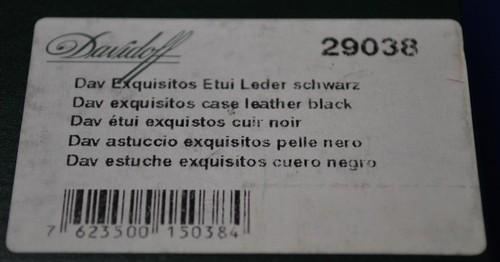 Davidoff
29038
Dav Exquisitos Etui Leder schwarz
Dav exquisitos case leather black
Dav étui exquistos cuir noir
Dav astuccio exquisitos pelle nero
Dav estuche exquisitos cuero negro
7 623500 150384